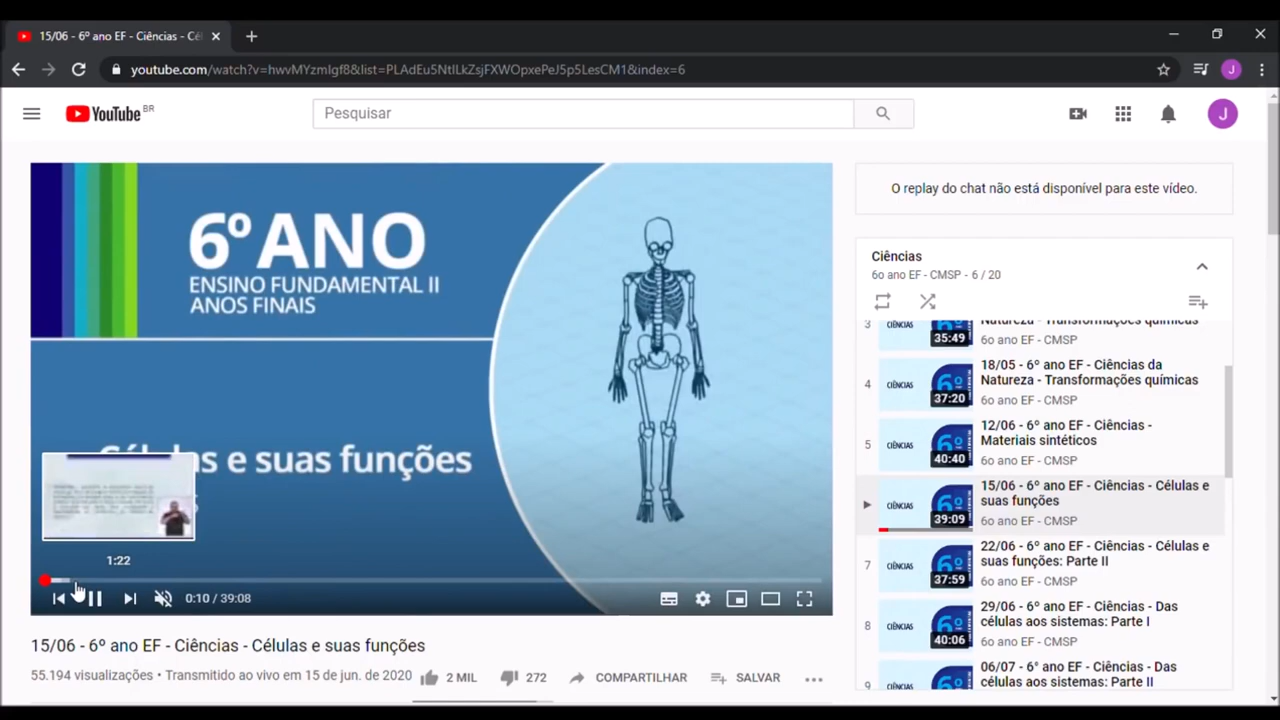 15/06 - 6º ano EF - Ciências - Cé
youtube.com/watch?v=hwvMYzmIgf8&list=PLAdEu5NtlLkZsjFXWOpxePeJ5p5LesCM1&index=6
YouTube BR
Pesquisar
J
J
6º ANO
ENSINO FUNDAMENTAL II
ANOS FINAIS
Células e suas funções
1:22
0:10 / 39:08
15/06 - 6º ano EF - Ciências - Células e suas funções
55.194 visualizações • Transmitido ao vivo em 15 de jun. de 2020
2 MIL
272
COMPARTILHAR
SALVAR
O replay do chat não está disponível para este vídeo.
Ciências
6o ano EF - CMSP - 6 / 20
3
CIÊNCIAS
35:49
Natureza - Transformações químicas
6o ano EF - CMSP
4
CIÊNCIAS
6º
37:20
18/05 - 6º ano EF - Ciências da
Natureza - Transformações químicas
6o ano EF - CMSP
5
CIÊNCIAS
6º
40:40
12/06 - 6º ano EF - Ciências -
Materiais sintéticos
6o ano EF - CMSP
CIÊNCIAS
6º
39:09
15/06 - 6º ano EF - Ciências - Células e
suas funções
6o ano EF - CMSP
7
CIÊNCIAS
6º
37:59
22/06 - 6º ano EF - Ciências - Células e
suas funções: Parte II
6o ano EF - CMSP
8
CIÊNCIAS
6º
40:06
29/06 - 6º ano EF - Ciências - Das
células aos sistemas: Parte I
6o ano EF - CMSP
9
CIÊNCIAS
6º
06/07 - 6° ano EF - Ciências - Das
células aos sistemas: Parte II